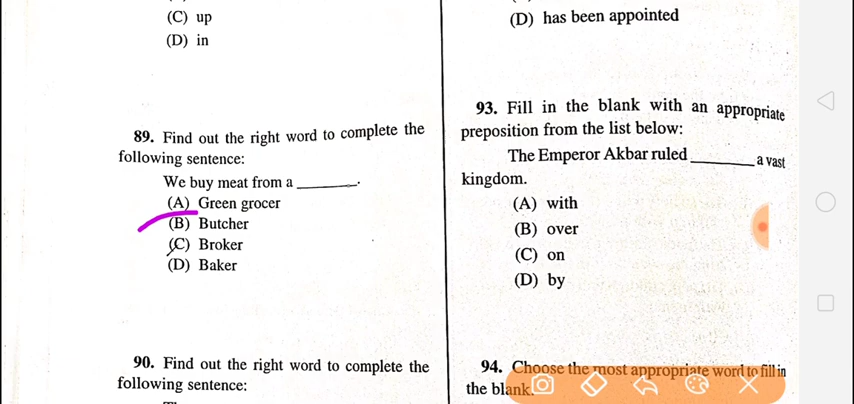 (C) up
(D) in
89. Find out the right word to complete the
following sentence:
We buy meat from a ________.
(A) Green grocer
(B) Butcher
(C) Broker
(D) Baker
90. Find out the right word to complete the
following sentence:
(D) has been appointed
93. Fill in the blank with an appropriate
preposition from the list below:
The Emperor Akbar ruled ________ a vast
kingdom.
(A) with
(B) over
(C) on
(D) by
94. Choose the most appropriate word to fill in
the blank.